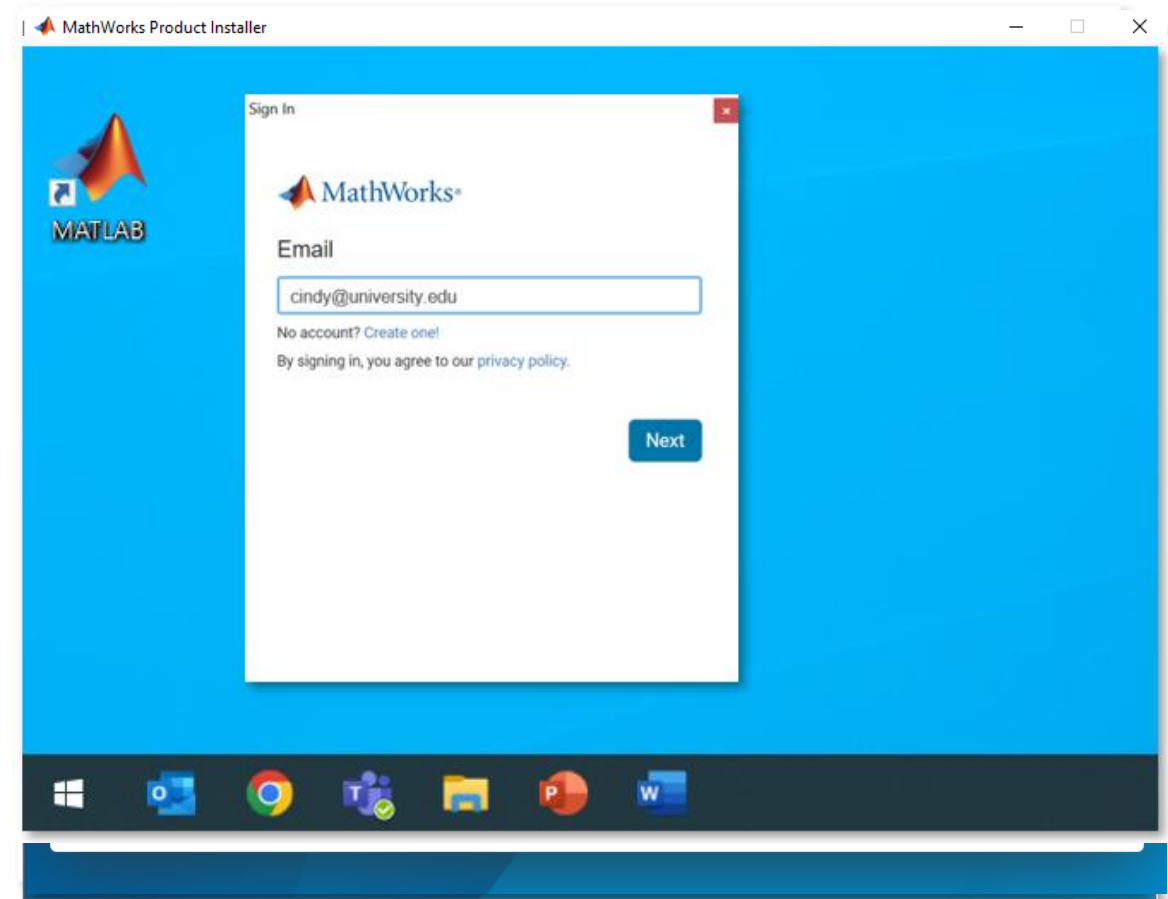 MathWorks Product Installer
Sign In
MathWorks®
MATLAB
Email
cindy@university.edu
No account? Create one!
By signing in, you agree to our privacy policy.
Next
O
T
P
W